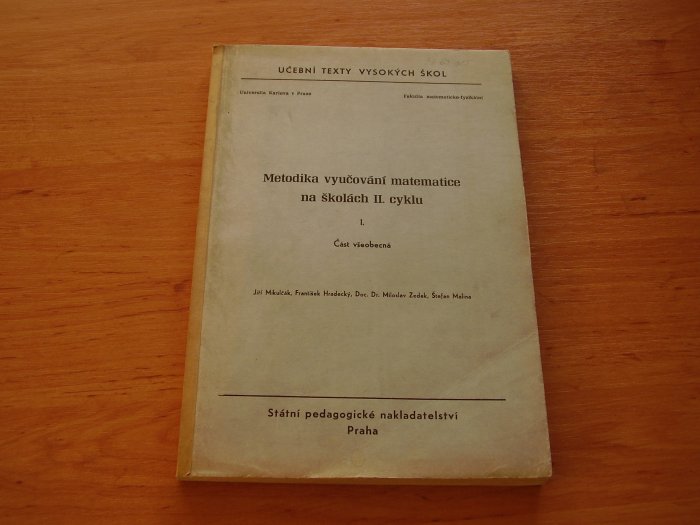 UČEBNÍ TEXTY VYSOKÝCH ŠKOL
Universita Karlova v Praze Fakulta matematicko-fysikální
Metodika vyučování matematice
na školách II. cyklu
I.
Část všeobecná
Jiří Mikulčák, František Hradecký, Doc. Dr. Miloslav Zedek, Štefan Malina
Státní pedagogické nakladatelství
Praha